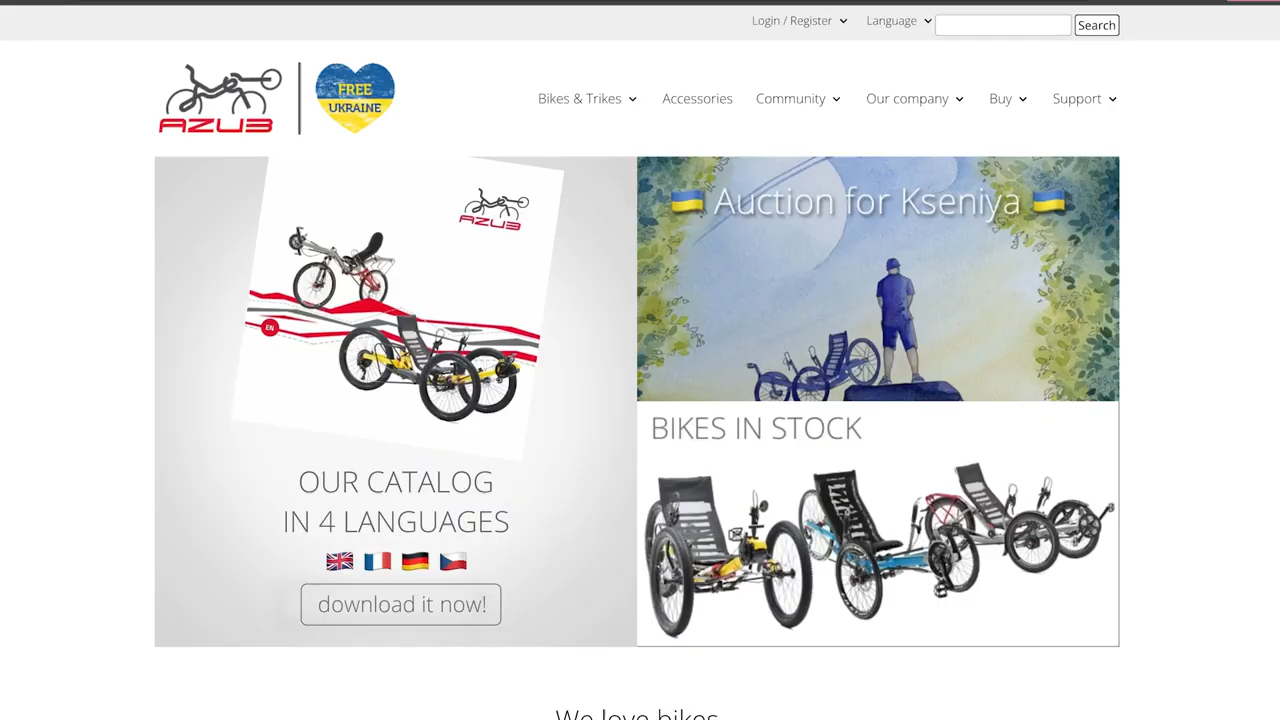 Login / Register
Language
Search
AZUB
FREE
UKRAINE
Bikes & Trikes
Accessories
Community
Our company
Buy
Support
AZUB
EN
OUR CATALOG
IN 4 LANGUAGES
download it now!
Auction for Kseniya
BIKES IN STOCK
We love bikes